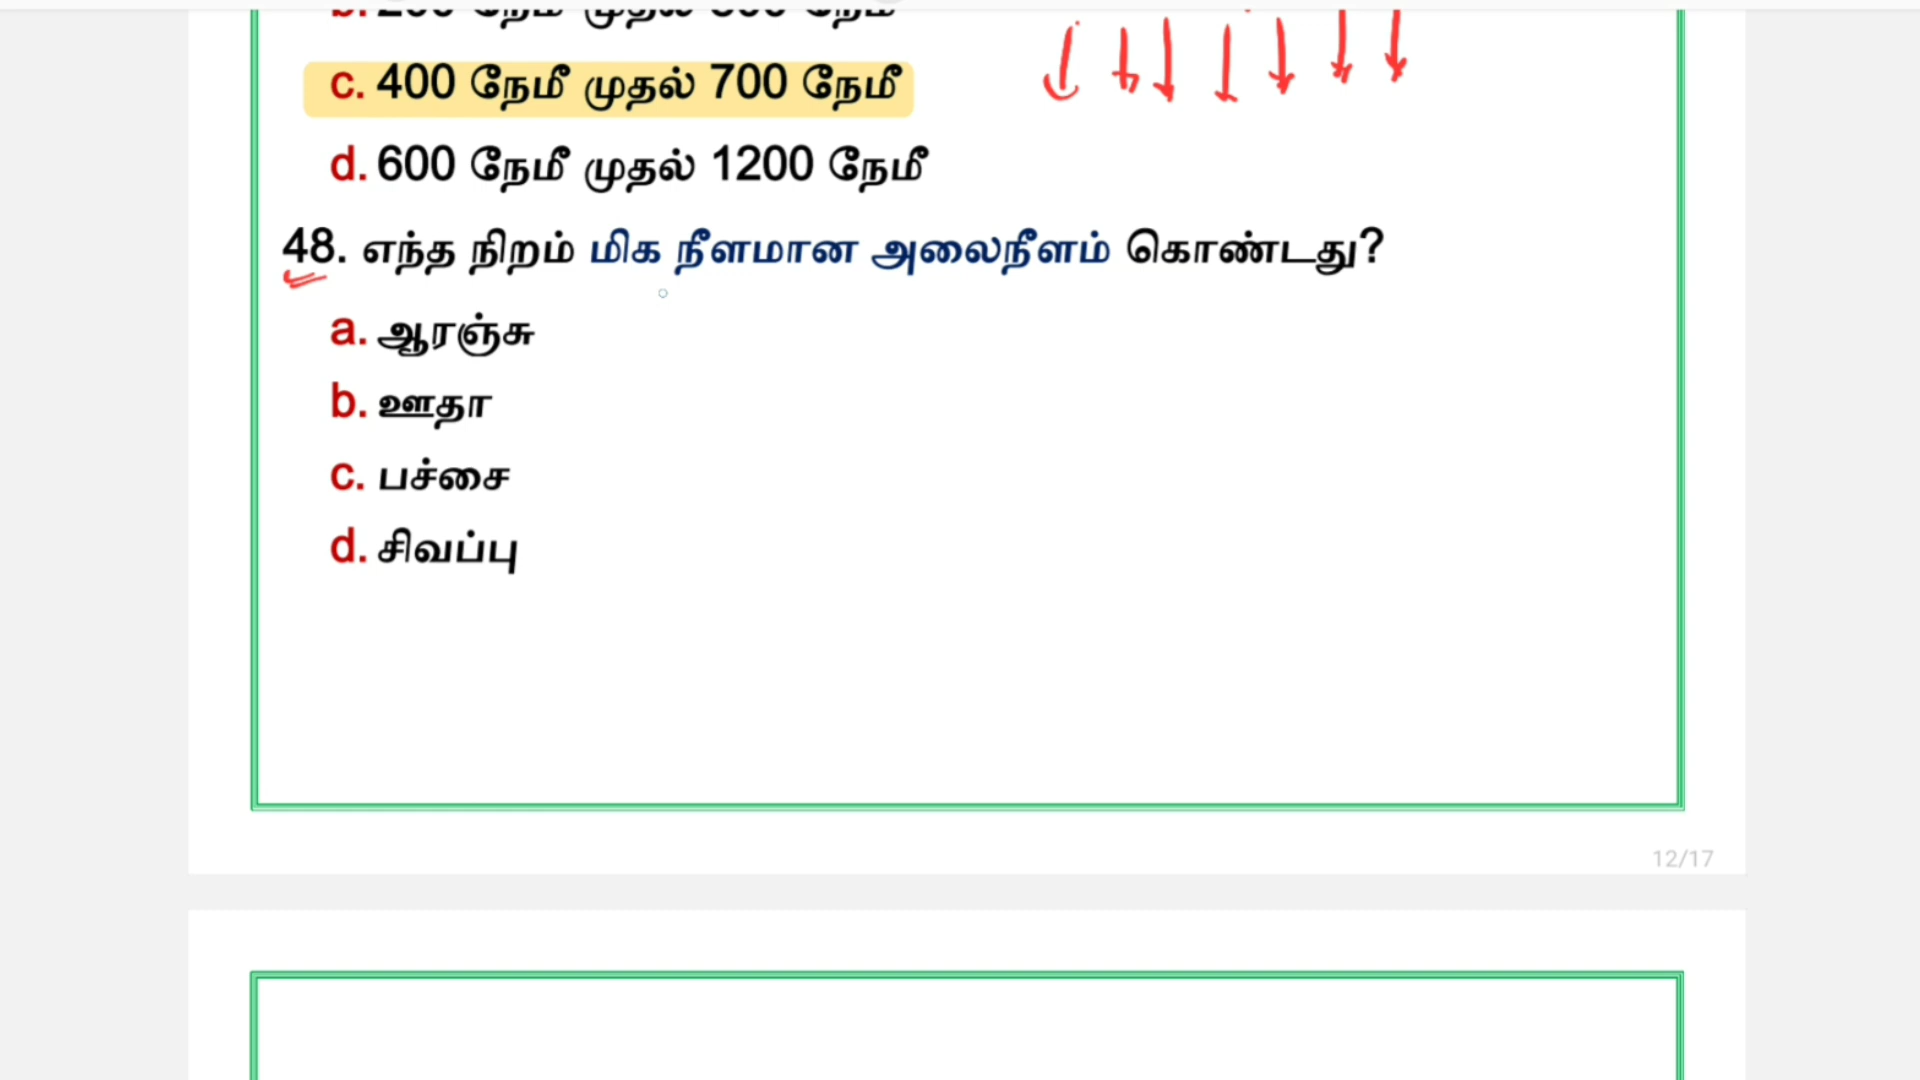 c. 400 நேமீ முதல் 700 நேமீ
d. 600 நேமீ முதல் 1200 நேமீ
48. எந்த நிறம் மிக நீளமான அலைநீளம் கொண்டது?
a. ஆரஞ்சு
b. ஊதா
c. பச்சை
d. சிவப்பு
12/17